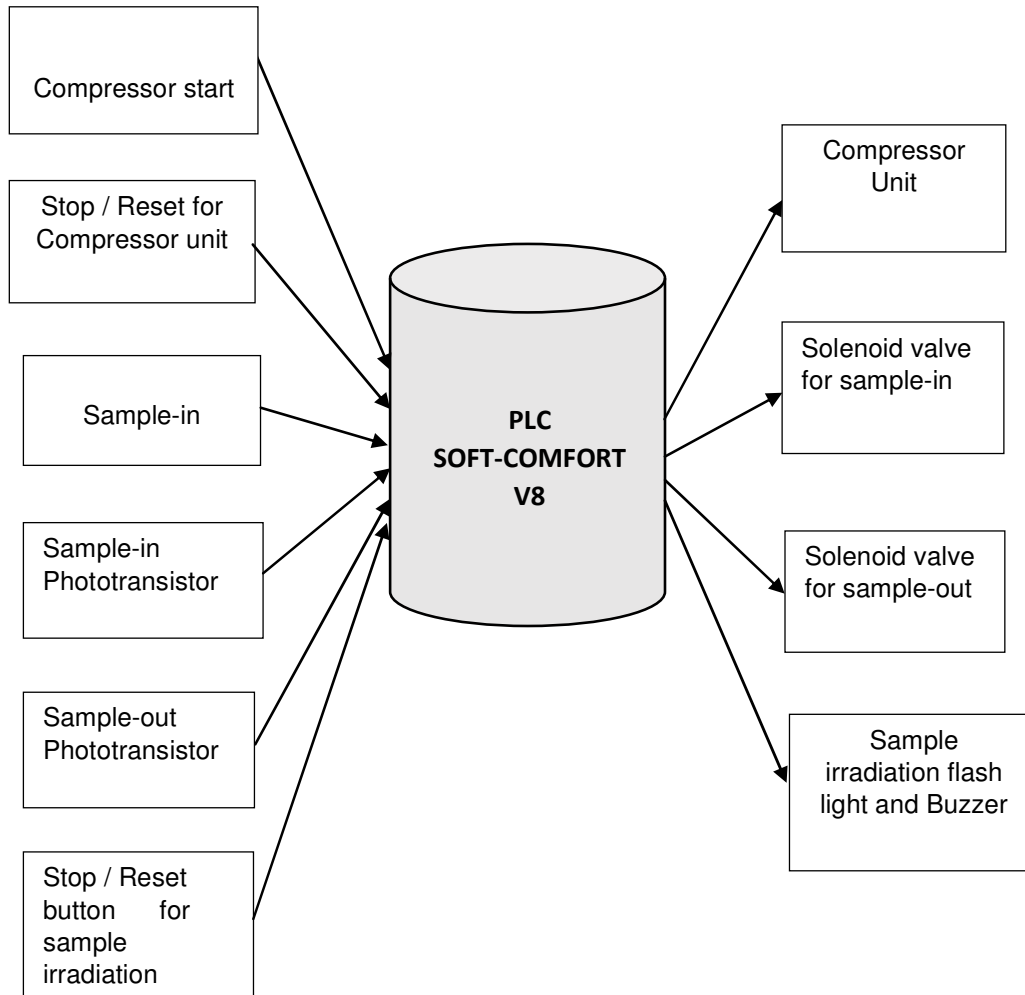 Compressor start
Stop / Reset for
Compressor unit
Sample-in
Sample-in
Phototransistor
Sample-out
Phototransistor
Stop / Reset
button for
sample
irradiation
PLC
SOFT-COMFORT
V8
Compressor
Unit
Solenoid valve
for sample-in
Solenoid valve
for sample-out
Sample
irradiation flash
light and Buzzer